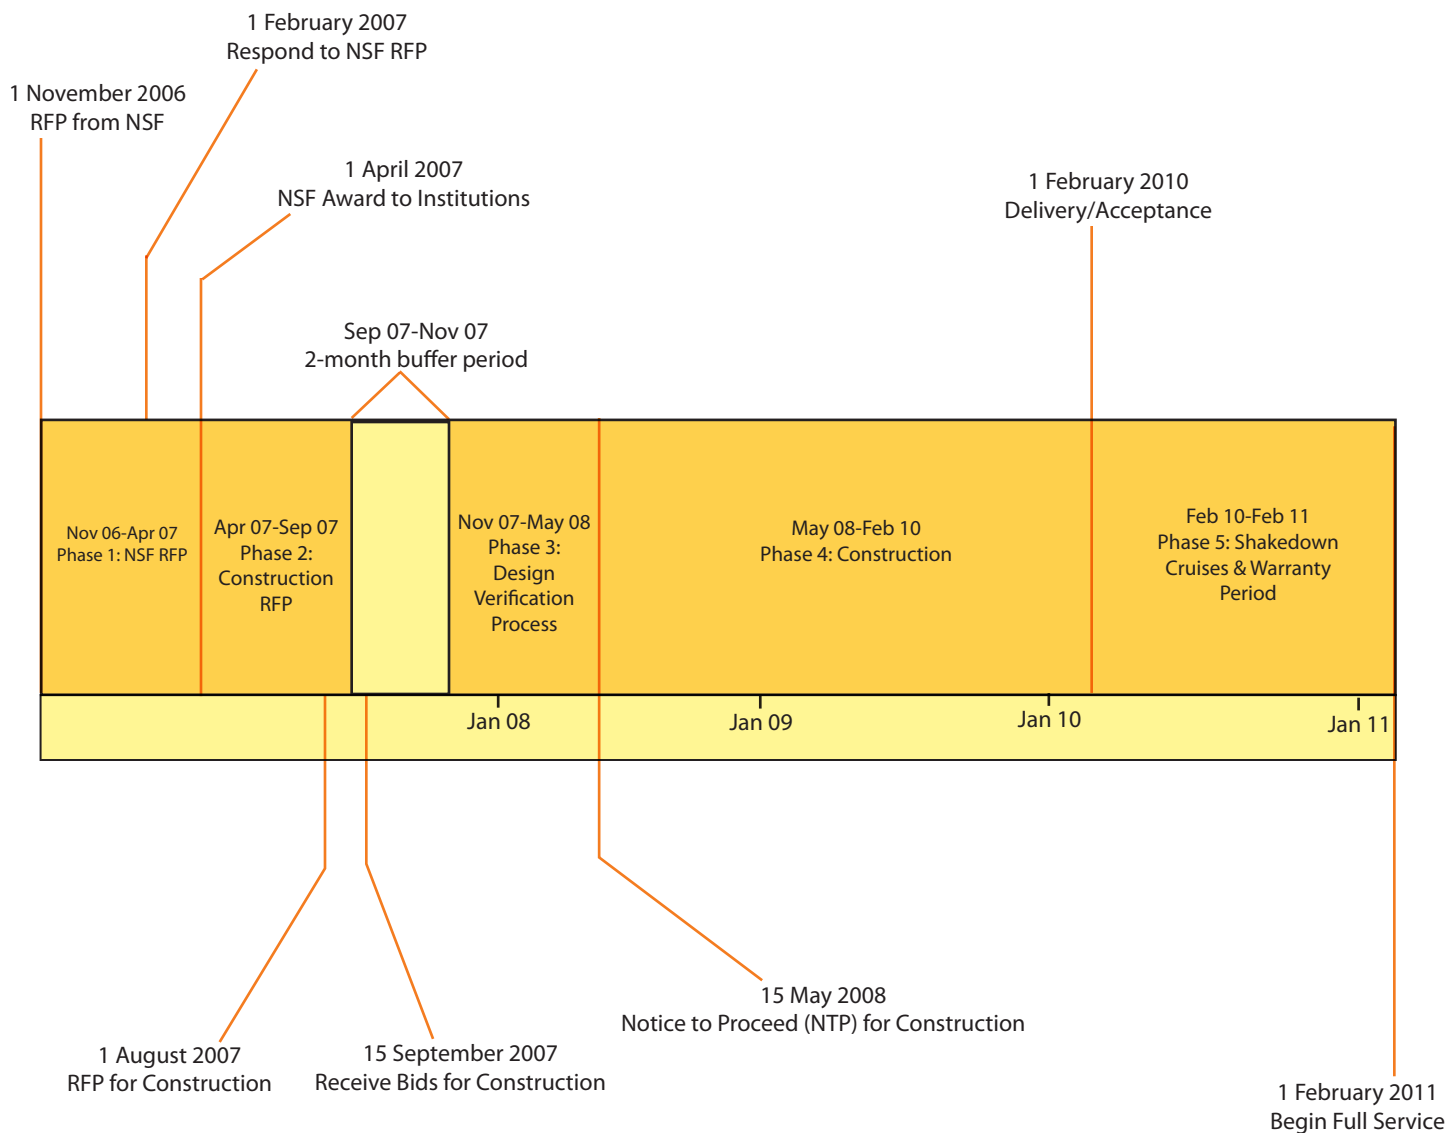 1 February 2007
Respond to NSF RFP
1 November 2006
RFP from NSF
1 April 2007
NSF Award to Institutions
1 February 2010
Delivery/Acceptance
Sep 07-Nov 07
2-month buffer period
Nov 06-Apr 07
Phase 1: NSF RFP
Apr 07-Sep 07
Phase 2:
Construction
RFP
Nov 07-May 08
Phase 3:
Design
Verification
Process
May 08-Feb 10
Phase 4: Construction
Feb 10-Feb 11
Phase 5: Shakedown
Cruises & Warranty
Period
Jan 08
Jan 09
Jan 10
Jan 11
15 May 2008
Notice to Proceed (NTP) for Construction
1 August 2007
RFP for Construction
15 September 2007
Receive Bids for Construction
1 February 2011
Begin Full Service